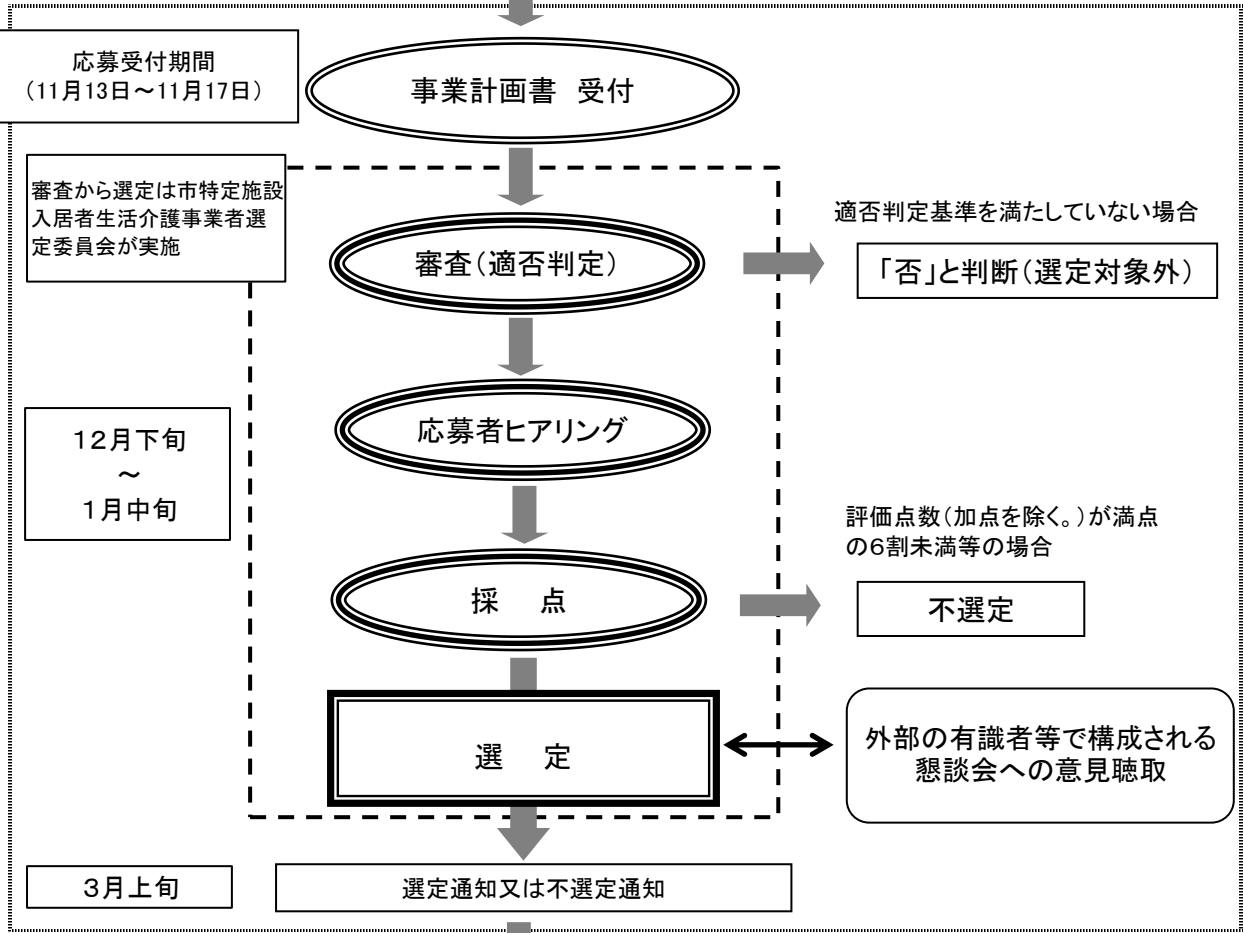 応募受付期間
（11月13日～11月17日）
事業計画書 受付
審査から選定は市特定施設
入居者生活介護事業者選
定委員会が実施
審査（適否判定）
適否判定基準を満たしていない場合
「否」と判断（選定対象外）
応募者ヒアリング
１２月下旬
～
１月中旬
採 点
評価点数（加点を除く。）が満点
の６割未満等の場合
不選定
選 定
外部の有識者等で構成される
懇談会への意見聴取
３月上旬
選定通知又は不選定通知